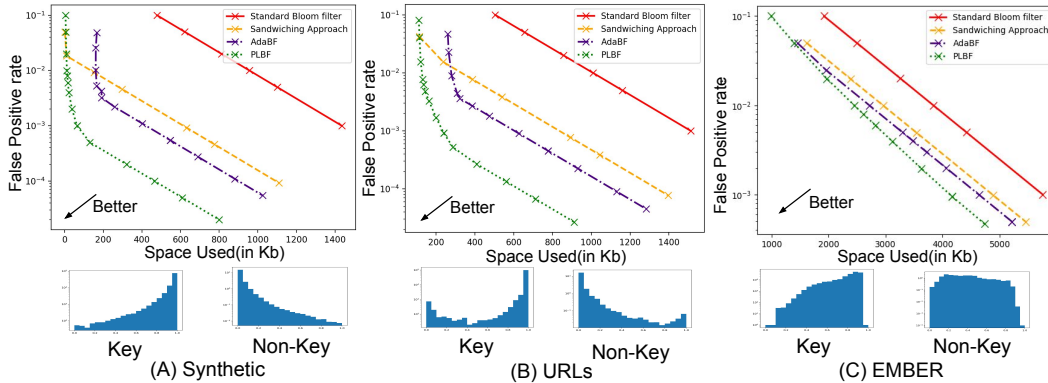 Standard Bloom filter
Sandwiching Approach
AdaBF
PLBF
False Positive rate
10⁻¹
10⁻²
10⁻³
10⁻⁴
Better
0 200 400 600 800 1000 1200 1400
Space Used(in Kb)
Key
Non-Key
(A) Synthetic
Standard Bloom filter
Sandwiching Approach
AdaBF
PLBF
False Positive rate
10⁻¹
10⁻²
10⁻³
10⁻⁴
Better
200 400 600 800 1000 1200 1400
Space Used(in Kb)
Key
Non-Key
(B) URLs
Standard Bloom filter
Sandwiching Approach
AdaBF
PLBF
False Positive rate
10⁻¹
10⁻²
10⁻³
Better
1000 2000 3000 4000 5000
Space Used(in Kb)
Key
Non-Key
(C) EMBER